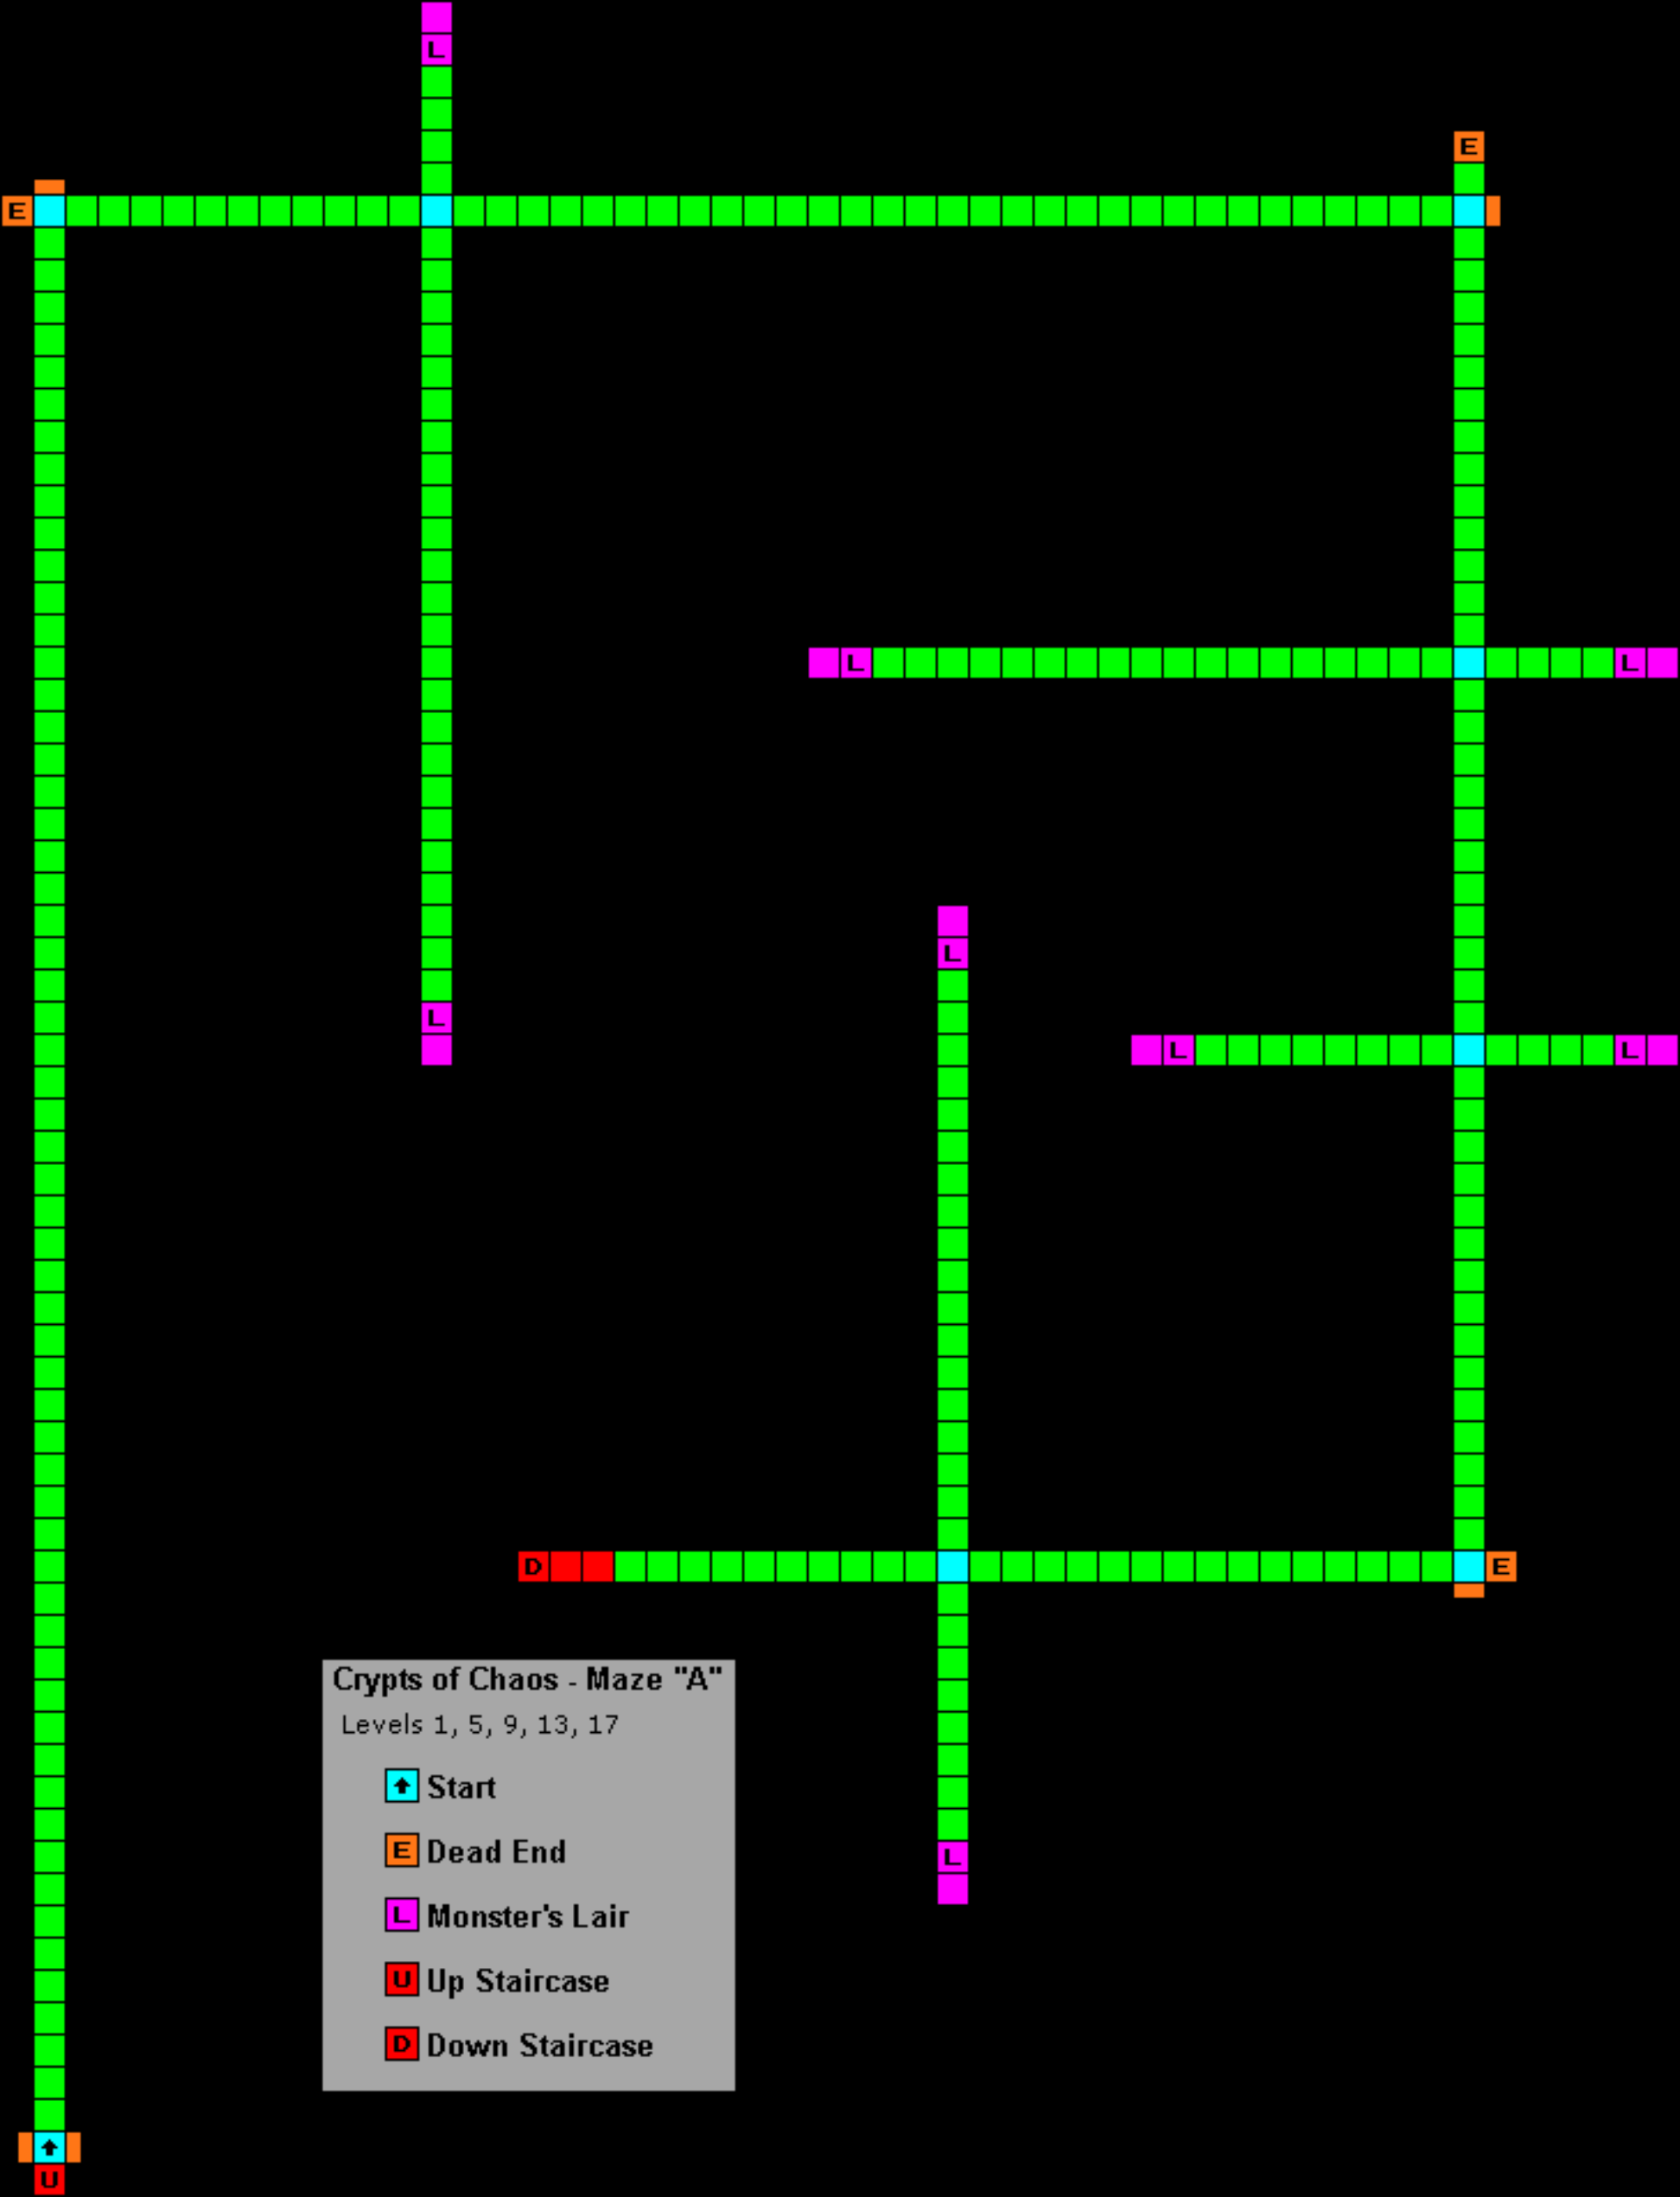 L
E
E
L
L
L
L
L
L
D
E
Crypts of Chaos - Maze "A"
Levels 1, 5, 9, 13, 17
Start
E Dead End
L Monster's Lair
L
U Up Staircase
D Down Staircase
U